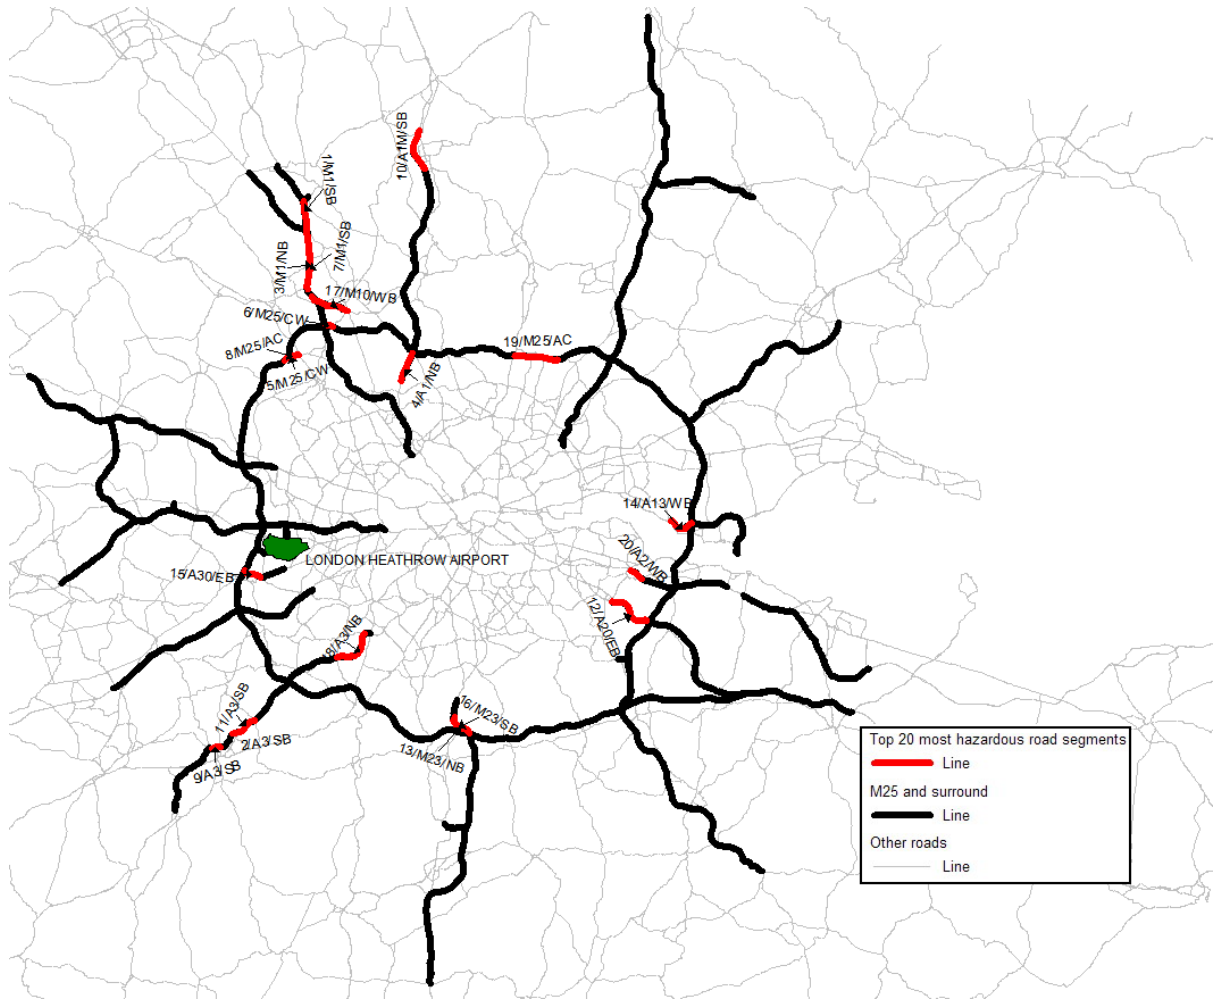 10/A1M/SB
1/M1/SB
7/M1/SB
3/M1/NB
17/M10/WB
6/M25/CW
8/M25/AC
5/M25/CW
4/A1/NB
19/M25/AC
14/A13/WB
20/A2/WB
LONDON HEATHROW AIRPORT
15/A30/EB
12/A20/EB
18/A3/NB
11/A3/SB
2/A3/SB
9/A3/SB
16/M23/SB
13/M23/NB
Top 20 most hazardous road segments
Line
M25 and surround
Line
Other roads
Line